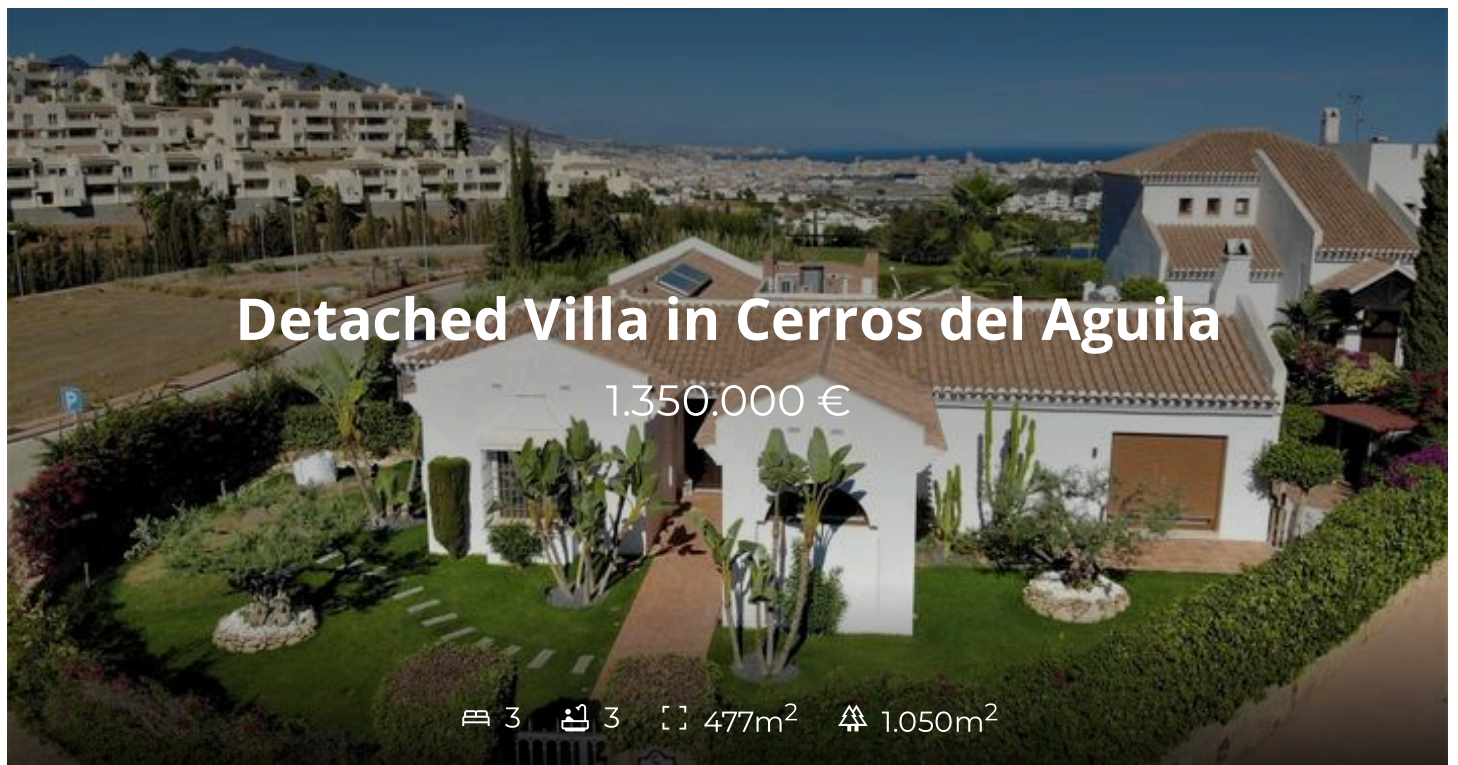 Detached Villa in Cerros del Aguila
1.350.000 €
P
3 3 477m² 1.050m²